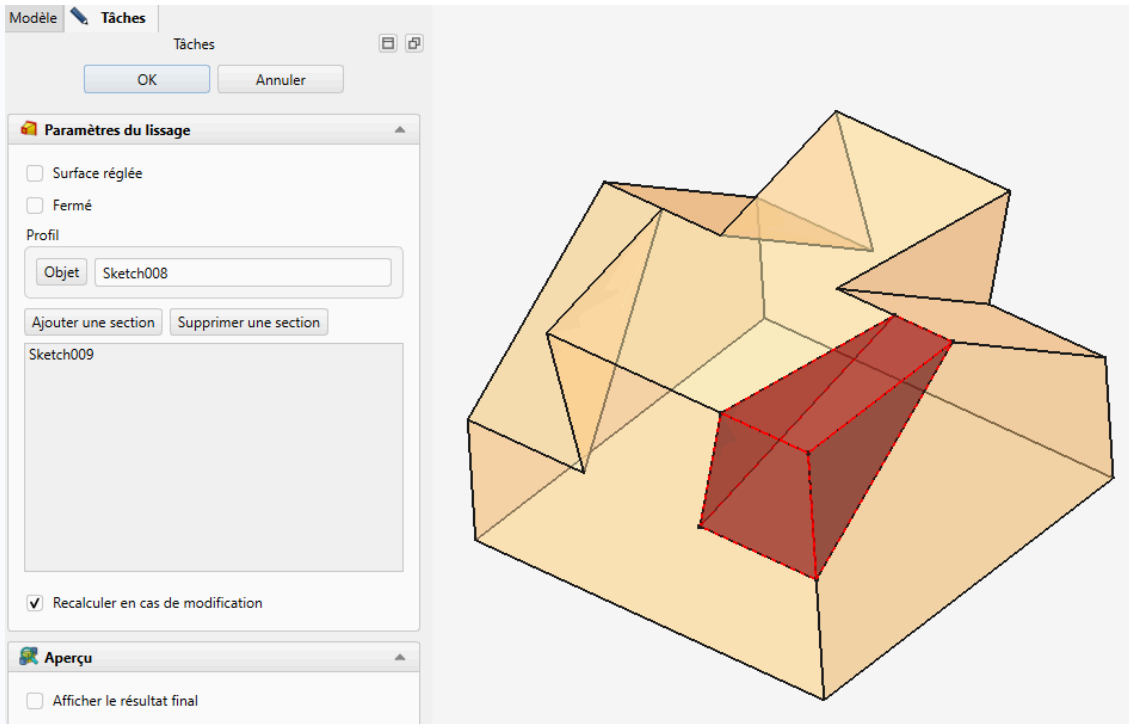 Modèle Tâches
Tâches
OK Annuler
Paramètres du lissage
Surface réglée
Fermé
Profil
Objet Sketch008
Ajouter une section Supprimer une section
Sketch009
Recalculer en cas de modification
Aperçu
Afficher le résultat final